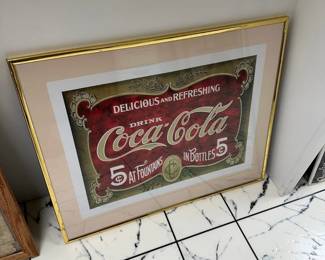 DELICIOUS AND REFRESHING
DRINK
Coca-Cola
5¢ AT FOUNTAINS IN BOTTLES 5